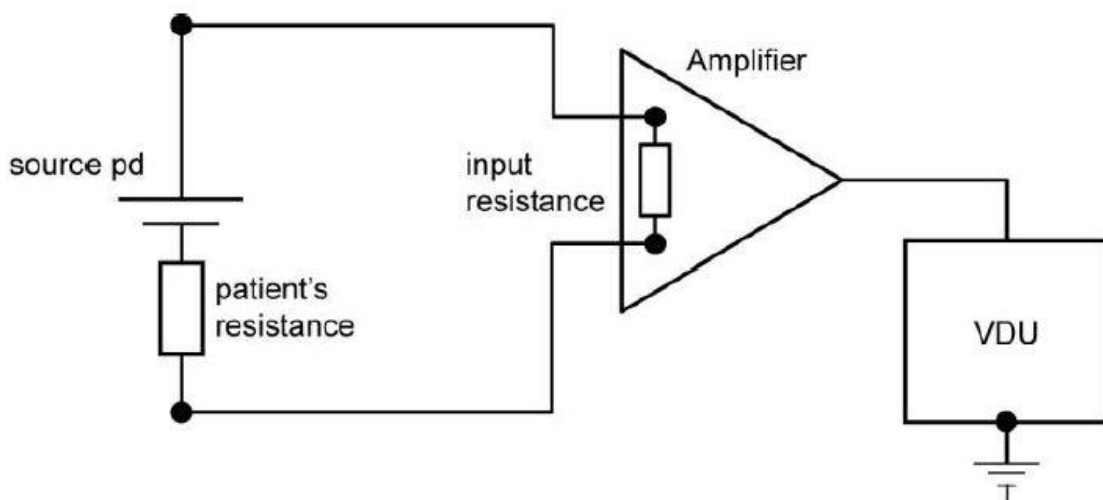 Amplifier
source pd
input
resistance
patient's
resistance
VDU